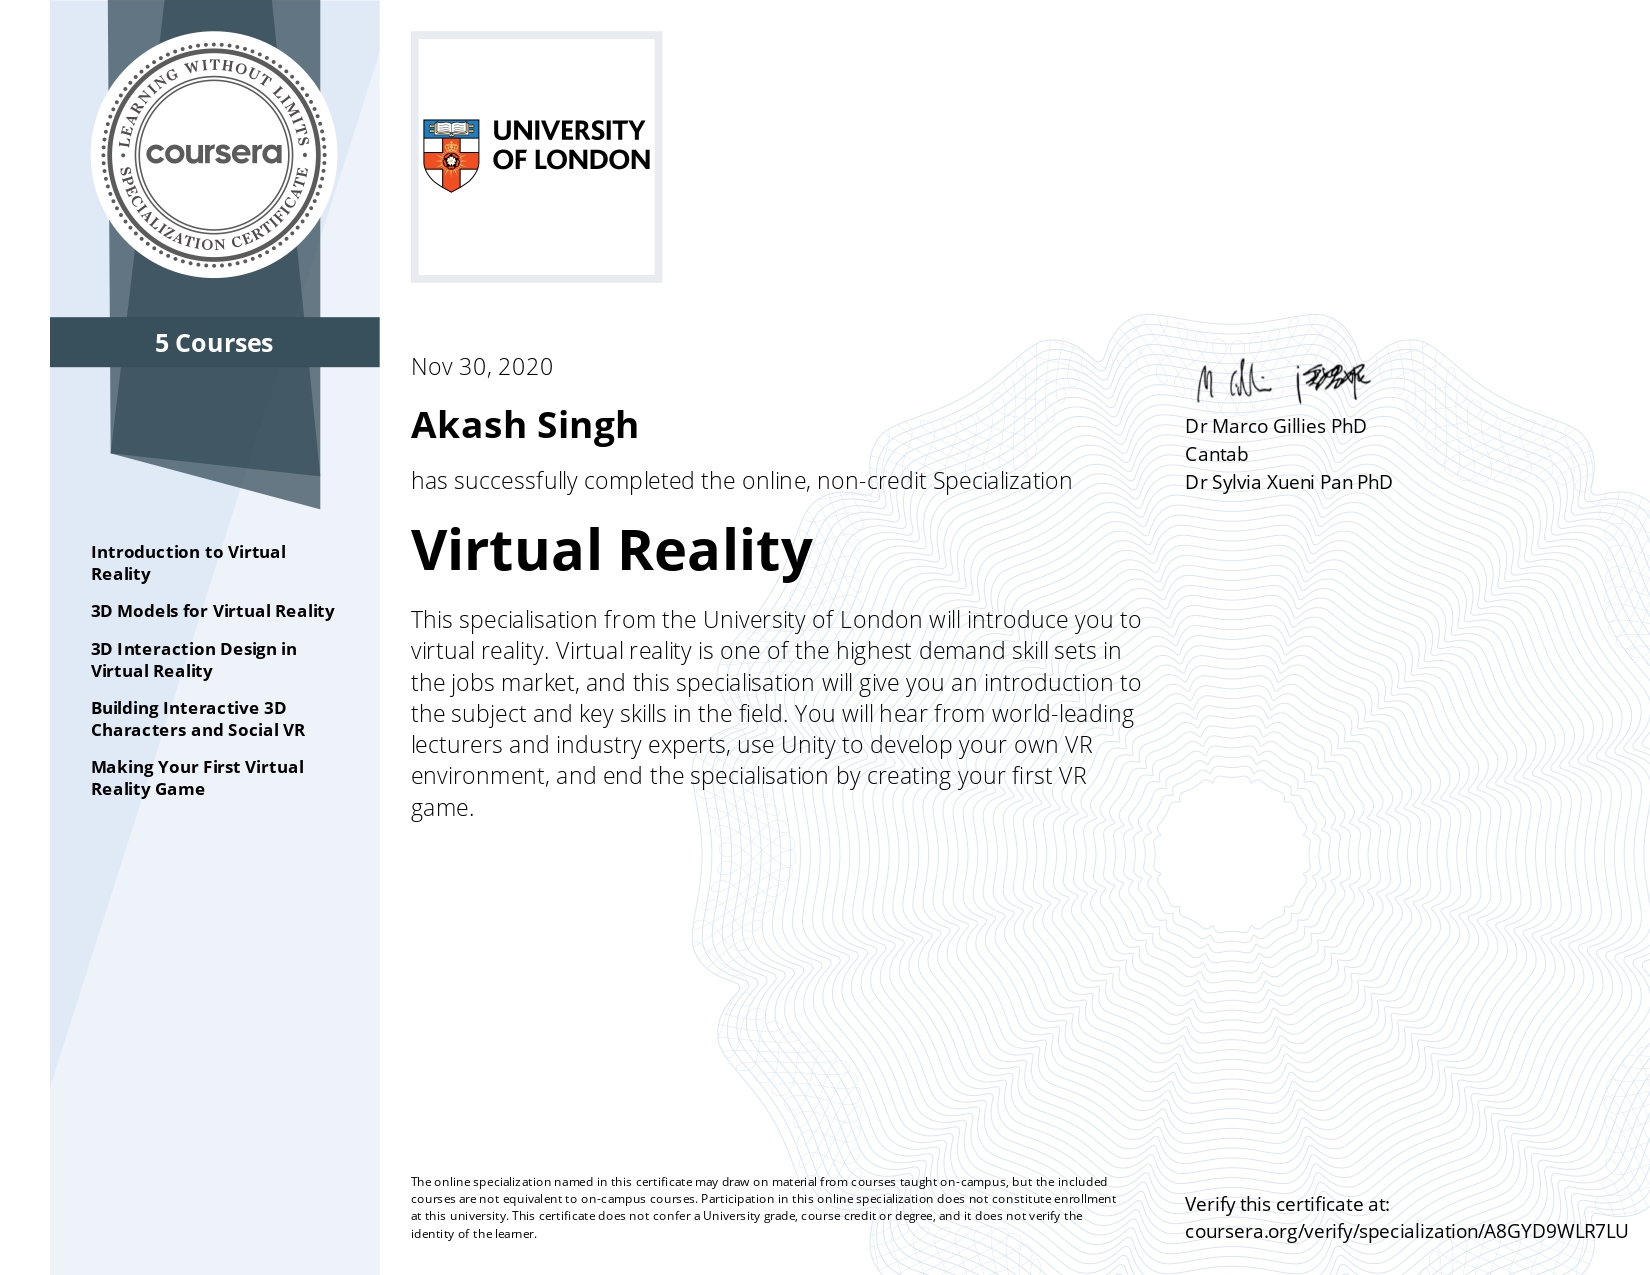 LEARNING WITHOUT LIMITS
coursera
SPECIALIZATION CERTIFICATE
5 Courses
Introduction to Virtual
Reality
3D Models for Virtual Reality
3D Interaction Design in
Virtual Reality
Building Interactive 3D
Characters and Social VR
Making Your First Virtual
Reality Game
UNIVERSITY
OF LONDON
Nov 30, 2020
Akash Singh
has successfully completed the online, non-credit Specialization
Virtual Reality
This specialisation from the University of London will introduce you to
virtual reality. Virtual reality is one of the highest demand skill sets in
the jobs market, and this specialisation will give you an introduction to
the subject and key skills in the field. You will hear from world-leading
lecturers and industry experts, use Unity to develop your own VR
environment, and end the specialisation by creating your first VR
game.
Dr Marco Gillies PhD
Cantab
Dr Sylvia Xueni Pan PhD
The online specialization named in this certificate may draw on material from courses taught on-campus, but the included
courses are not equivalent to on-campus courses. Participation in this online specialization does not constitute enrollment
at this university. This certificate does not confer a University grade, course credit or degree, and it does not verify the
identity of the learner.
Verify this certificate at:
coursera.org/verify/specialization/A8GYD9WLR7LU